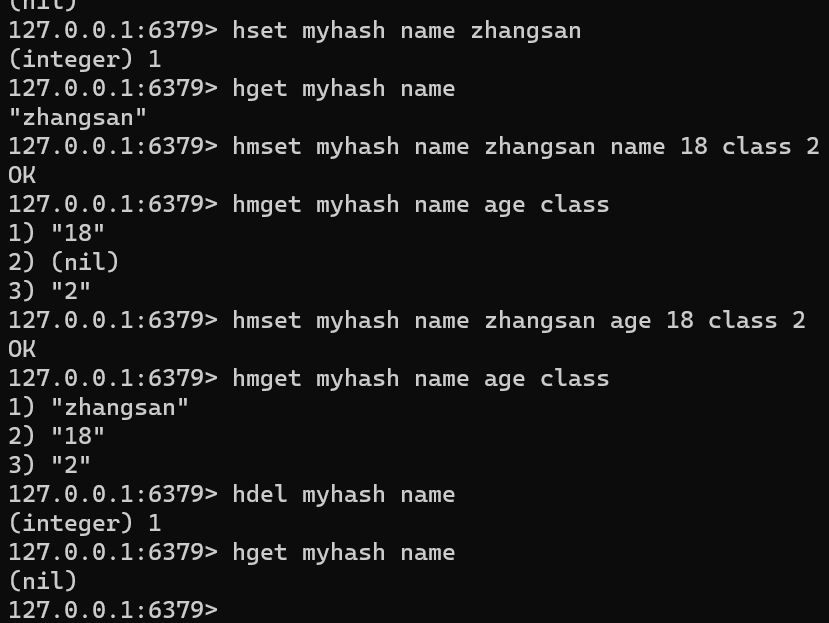 (nil)
127.0.0.1:6379> hset myhash name zhangsan
(integer) 1
127.0.0.1:6379> hget myhash name
"zhangsan"
127.0.0.1:6379> hmset myhash name zhangsan name 18 class 2
OK
127.0.0.1:6379> hmget myhash name age class
1) "18"
2) (nil)
3) "2"
127.0.0.1:6379> hmset myhash name zhangsan age 18 class 2
OK
127.0.0.1:6379> hmget myhash name age class
1) "zhangsan"
2) "18"
3) "2"
127.0.0.1:6379> hdel myhash name
(integer) 1
127.0.0.1:6379> hget myhash name
(nil)
127.0.0.1:6379>